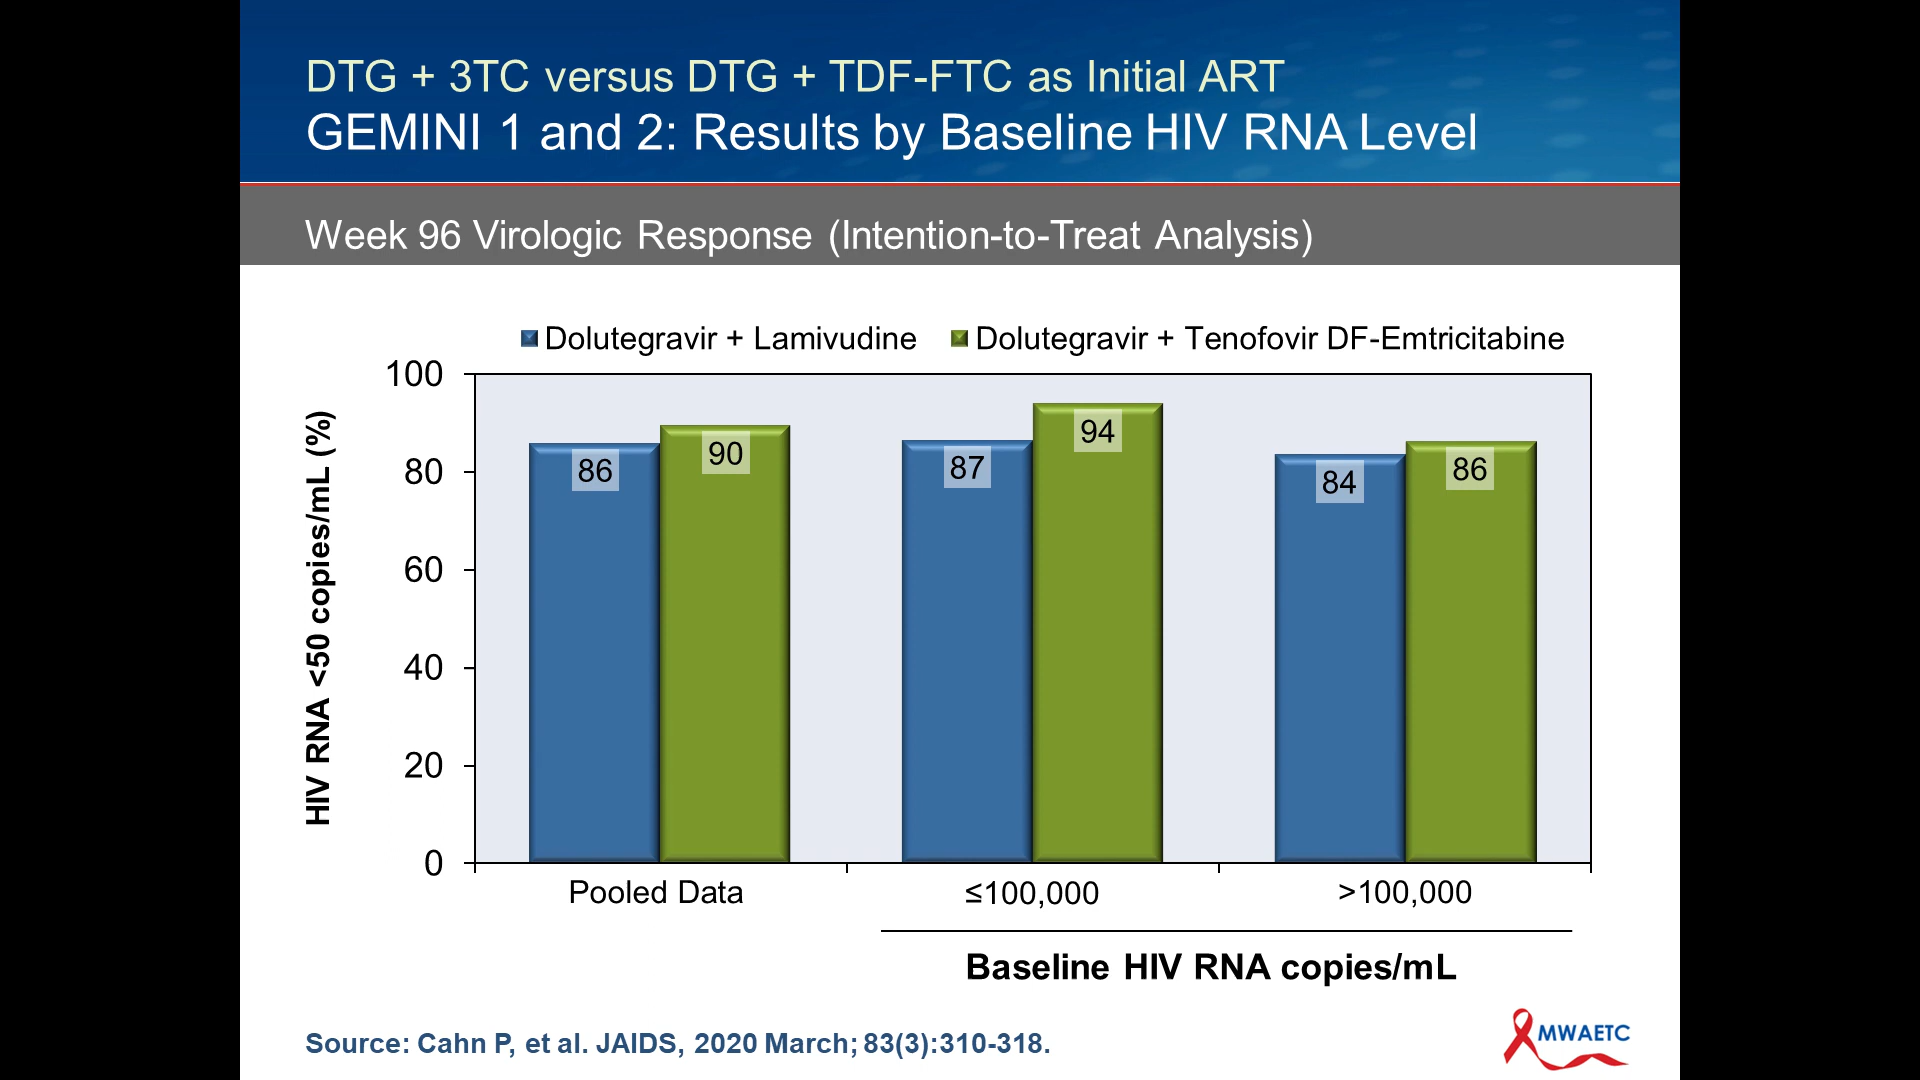 DTG + 3TC versus DTG + TDF-FTC as Initial ART
GEMINI 1 and 2: Results by Baseline HIV RNA Level
Week 96 Virologic Response (Intention-to-Treat Analysis)
Dolutegravir + Lamivudine Dolutegravir + Tenofovir DF-Emtricitabine
HIV RNA <50 copies/mL (%)
100
80
60
40
20
0
86 90 87 94 84 86
Pooled Data ≤100,000 >100,000
Baseline HIV RNA copies/mL
Source: Cahn P, et al. JAIDS, 2020 March; 83(3):310-318.
MWAETC